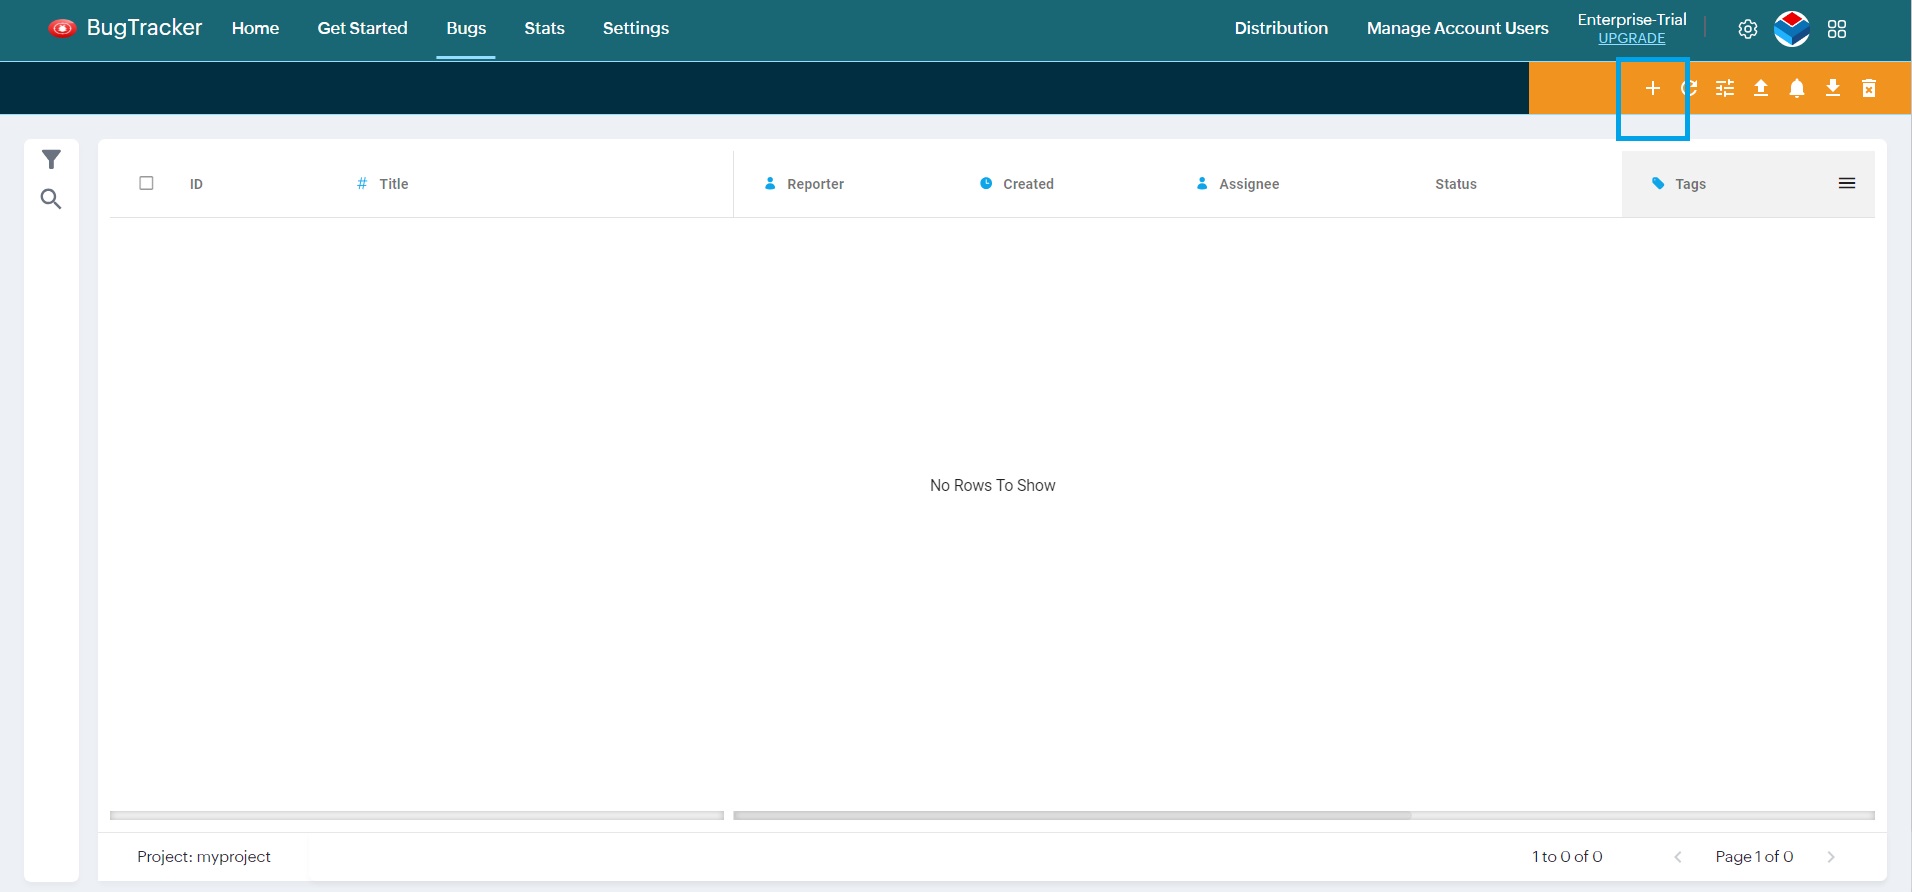 BugTracker Home Get Started Bugs Stats Settings Distribution Manage Account Users Enterprise-Trial
UPGRADE
ID # Title Reporter Created Assignee Status Tags
No Rows To Show
Project: myproject 1 to 0 of 0 Page 1 of 0